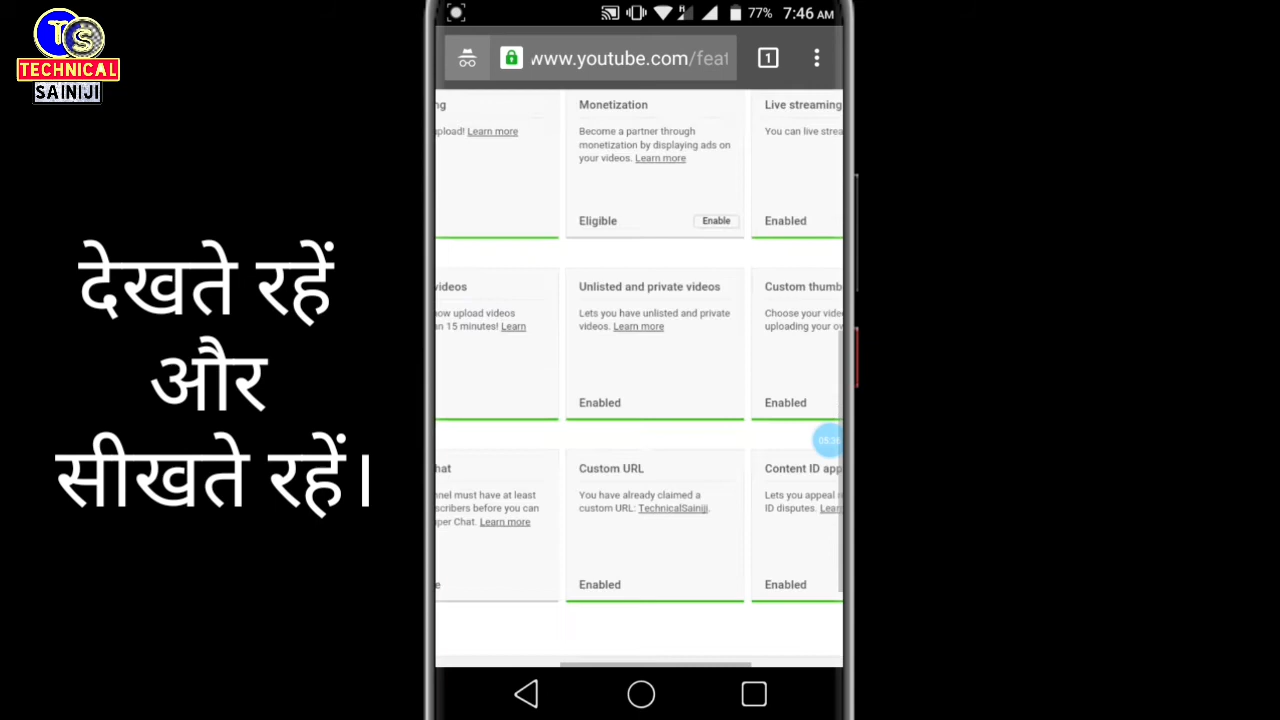 TS
TECHNICAL
SAINIJI
देखते रहें
और
सीखते रहें।
77% 7:46 AM
www.youtube.com/feat
1
ng
Monetization
Live streaming
upload! Learn more
Become a partner through
monetization by displaying ads on
your videos. Learn more
You can live strea
Eligible
Enable
Enabled
videos
Unlisted and private videos
Custom thumb
now upload videos
n 15 minutes! Learn
Lets you have unlisted and private
videos. Learn more
Choose your vide
uploading your ow
Enabled
Enabled
05:36
hat
Custom URL
Content ID app
nnel must have at least
scribers before you can
per Chat. Learn more
You have already claimed a
custom URL: TechnicalSainiji.
Lets you appeal
ID disputes. Lear
e
Enabled
Enabled